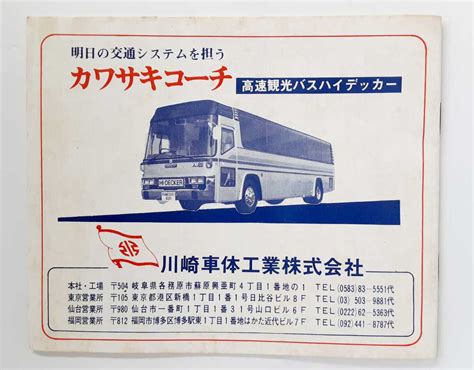 明日の交通システムを担う
カワサキコーチ
高速観光バスハイデッカー
HI DECKER
川崎車体工業株式会社
本社・工場 〒504 岐阜県各務原市蘇原興亜町4丁目1番地の1 TEL(0583)83-5551代
東京営業所 〒105 東京都港区新橋1丁目1番1号日比谷ビル8F TEL(03)503-9881代
仙台営業所 〒980 仙台市一番町1丁目1番31号山口ビル6F TEL(0222)62-5363代
福岡営業所 〒812 福岡市博多区博多駅東1丁目1番地はかた近代ビル7F TEL(092)441-8787代